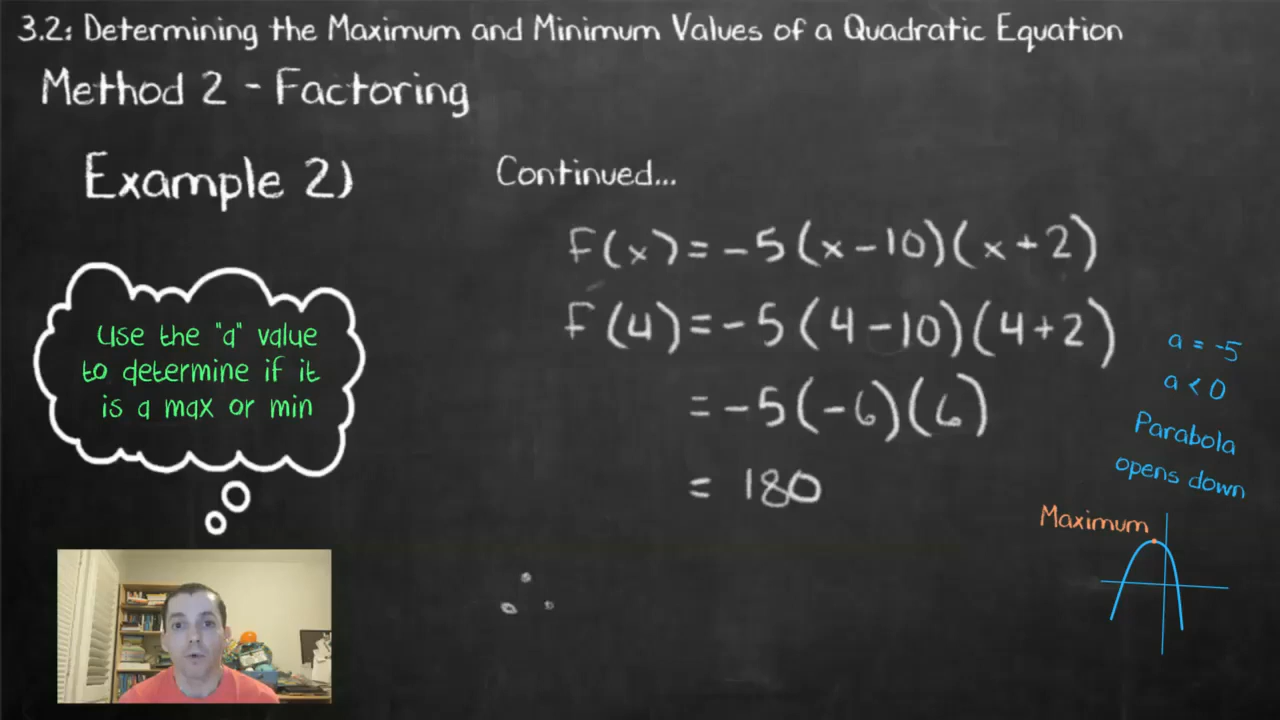 3.2: Determining the Maximum and Minimum Values of a Quadratic Equation
Method 2 - Factoring
Example 2)
Continued...
F(x) = -5(x-10)(x+2)
F(4) = -5(4-10)(4+2)
= -5(-6)(6)
= 180
∴
Use the "a" value
to determine if it
is a max or min
a = -5
a < 0
Parabola
opens down
Maximum